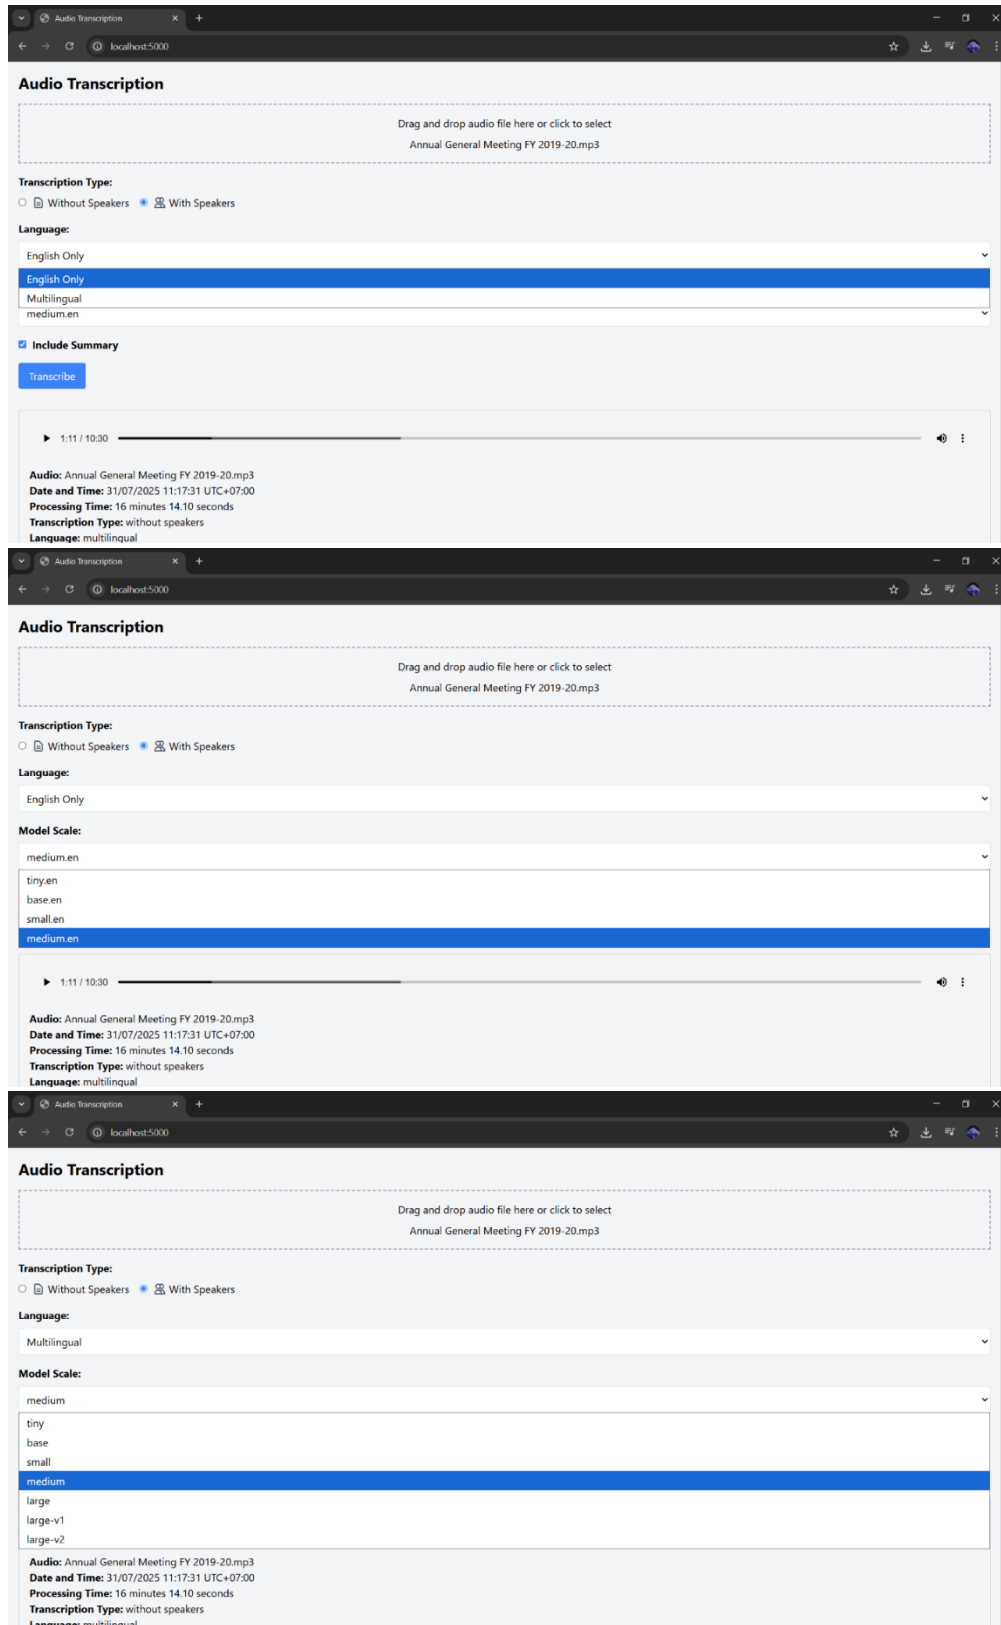 Audio Transcription
localhost:5000
Audio Transcription
Drag and drop audio file here or click to select
Annual General Meeting FY 2019-20.mp3
Transcription Type:
Without Speakers With Speakers
Language:
English Only
English Only
Multilingual
medium.en
Include Summary
Transcribe
1:11 / 10:30
Audio: Annual General Meeting FY 2019-20.mp3
Date and Time: 31/07/2025 11:17:31 UTC+07:00
Processing Time: 16 minutes 14.10 seconds
Transcription Type: without speakers
Language: multilingual
Audio Transcription
localhost:5000
Audio Transcription
Drag and drop audio file here or click to select
Annual General Meeting FY 2019-20.mp3
Transcription Type:
Without Speakers With Speakers
Language:
English Only
Model Scale:
medium.en
tiny.en
base.en
small.en
medium.en
1:11 / 10:30
Audio: Annual General Meeting FY 2019-20.mp3
Date and Time: 31/07/2025 11:17:31 UTC+07:00
Processing Time: 16 minutes 14.10 seconds
Transcription Type: without speakers
Language: multilingual
Audio Transcription
localhost:5000
Audio Transcription
Drag and drop audio file here or click to select
Annual General Meeting FY 2019-20.mp3
Transcription Type:
Without Speakers With Speakers
Language:
Multilingual
Model Scale:
medium
tiny
base
small
medium
large
large-v1
large-v2
Audio: Annual General Meeting FY 2019-20.mp3
Date and Time: 31/07/2025 11:17:31 UTC+07:00
Processing Time: 16 minutes 14.10 seconds
Transcription Type: without speakers
Language: multilingual